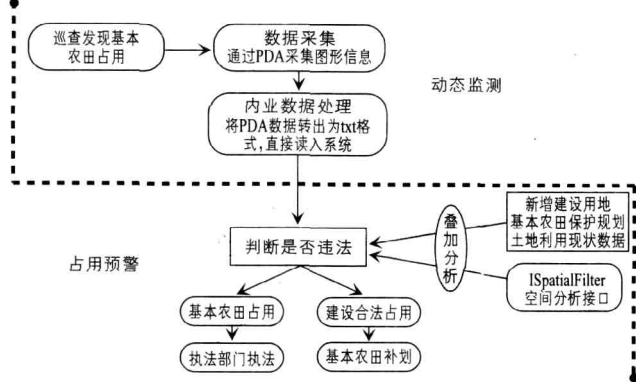 巡查发现基本
农田占用
数据采集
通过PDA采集图形信息
动态监测
内业数据处理
将PDA数据转出为txt格
式,直接读入系统
新增建设用地
基本农田保护规划
土地利用现状数据
叠加分析
判断是否违法
占用预警
ISpatialFilter
空间分析接口
基本农田占用
建设合法占用
执法部门执法
基本农田补划